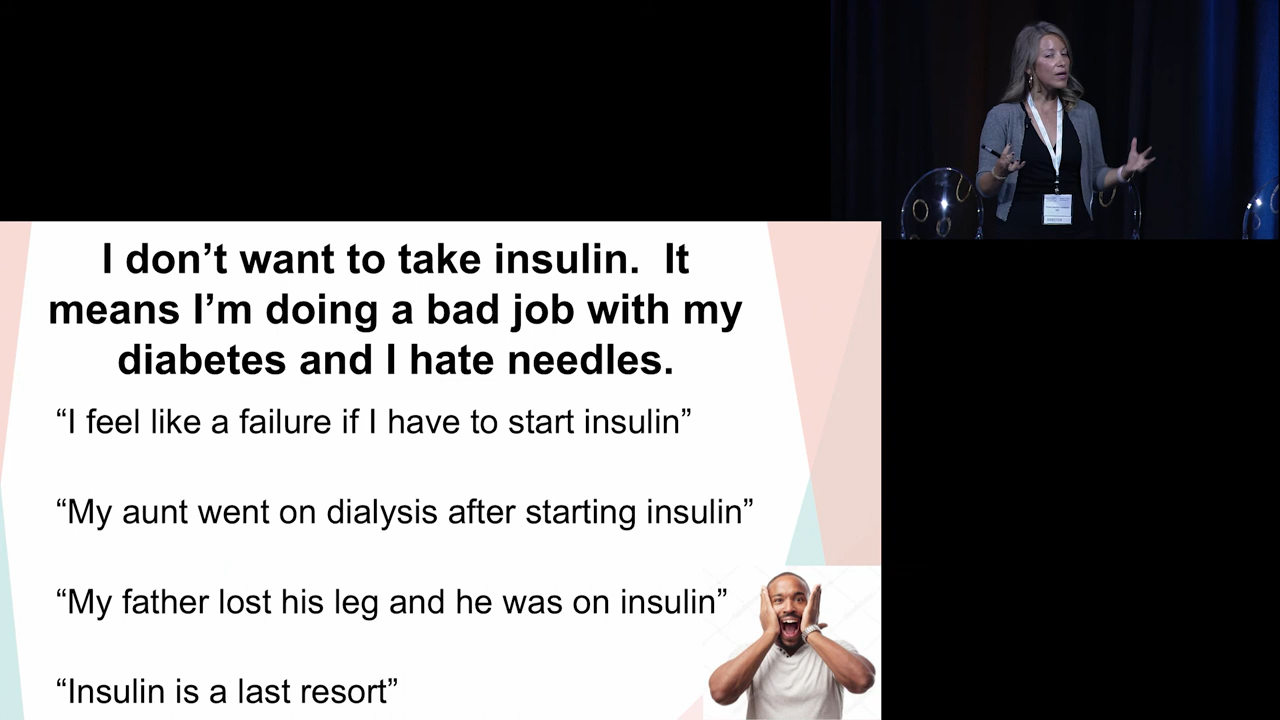 I don’t want to take insulin.  It
means I’m doing a bad job with my
diabetes and I hate needles.
“I feel like a failure if I have to start insulin”
“My aunt went on dialysis after starting insulin”
“My father lost his leg and he was on insulin”
“Insulin is a last resort”